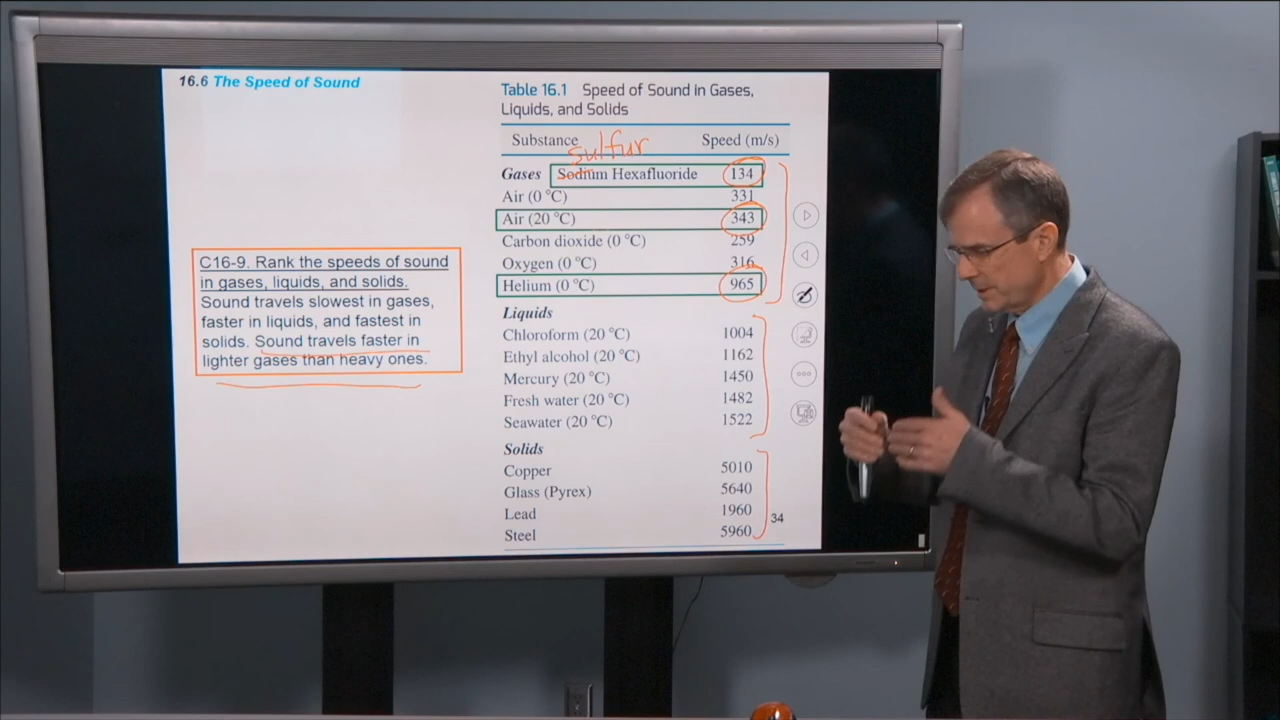 16.6 The Speed of Sound
C16-9. Rank the speeds of sound
in gases, liquids, and solids.
Sound travels slowest in gases,
faster in liquids, and fastest in
solids. Sound travels faster in
lighter gases than heavy ones.
Table 16.1 Speed of Sound in Gases,
Liquids, and Solids
Substance Speed (m/s)
sulfur
Gases Sodium Hexafluoride 134
Air (0 °C) 331
Air (20 °C) 343
Carbon dioxide (0 °C) 259
Oxygen (0 °C) 316
Helium (0 °C) 965
Liquids
Chloroform (20 °C) 1004
Ethyl alcohol (20 °C) 1162
Mercury (20 °C) 1450
Fresh water (20 °C) 1482
Seawater (20 °C) 1522
Solids
Copper 5010
Glass (Pyrex) 5640
Lead 1960
Steel 5960
34